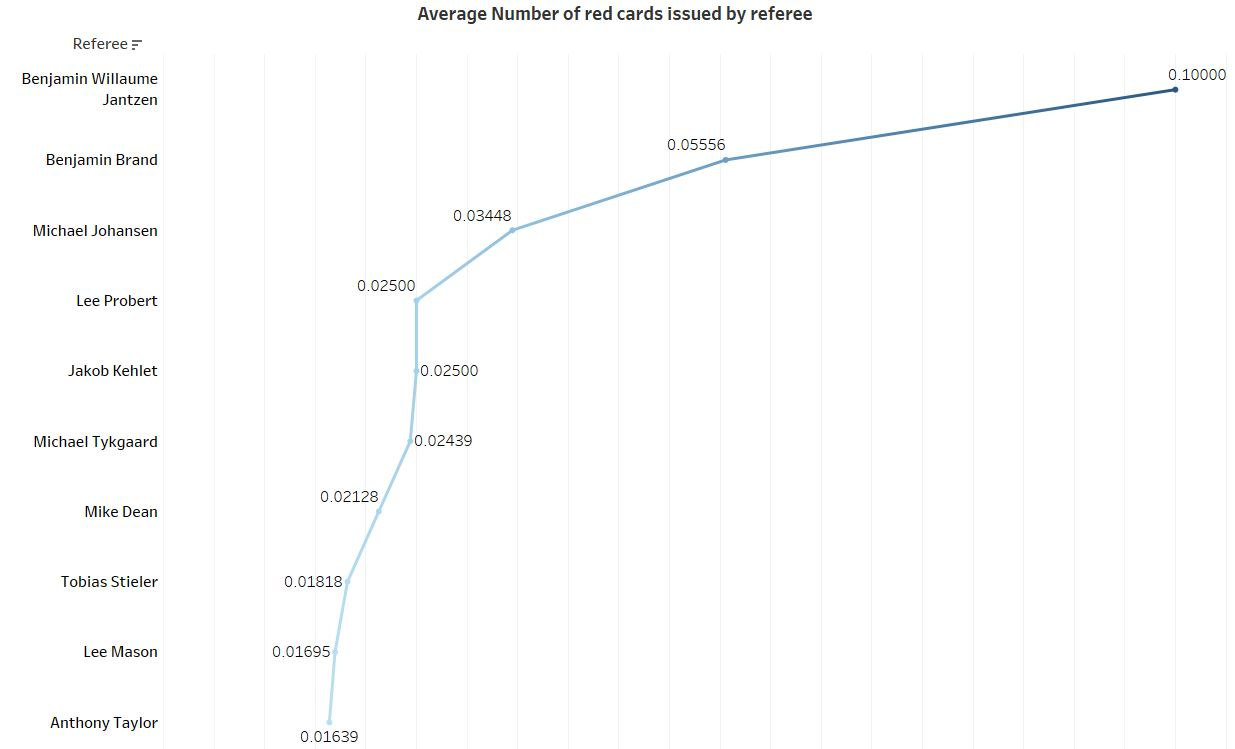 Average Number of red cards issued by referee
Referee
Benjamin Willaume
Jantzen
0.10000
Benjamin Brand
0.05556
Michael Johansen
0.03448
Lee Probert
0.02500
Jakob Kehlet
0.02500
Michael Tykgaard
0.02439
Mike Dean
0.02128
Tobias Stieler
0.01818
Lee Mason
0.01695
Anthony Taylor
0.01639